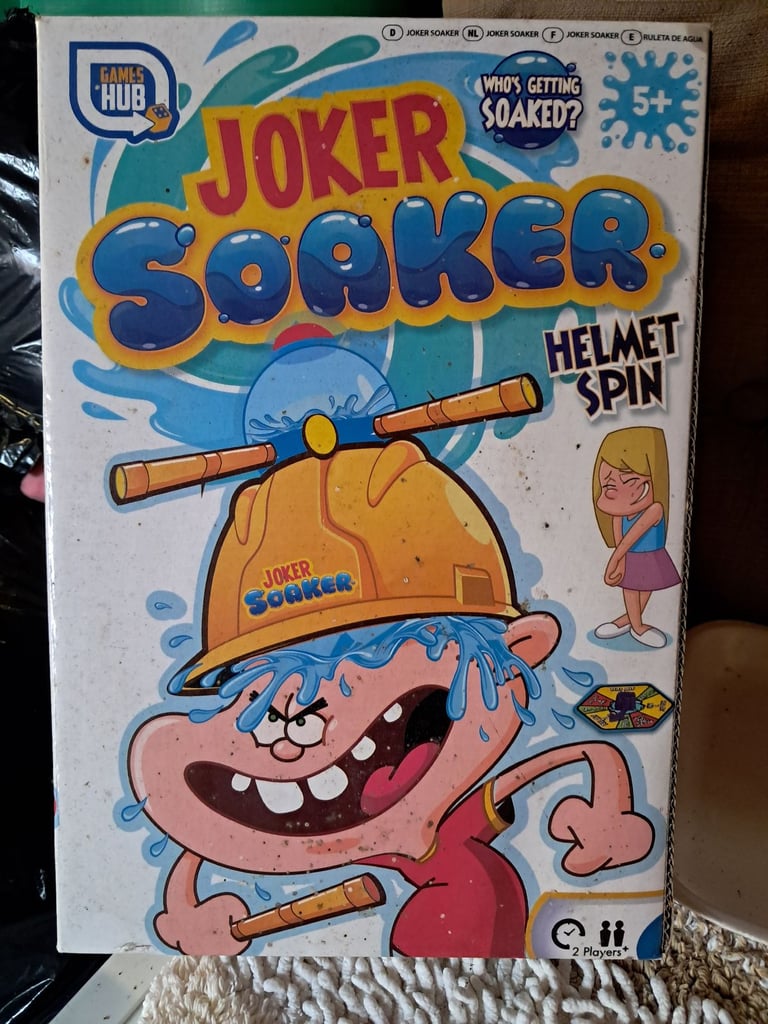 D JOKER SOAKER NL JOKER SOAKER F JOKER SOAKER E RULETA DE AGUA
GAMES
HUB
WHO'S GETTING
SOAKED?
5+
JOKER
SOAKER
HELMET
SPIN
JOKER
SOAKER
2 Players+